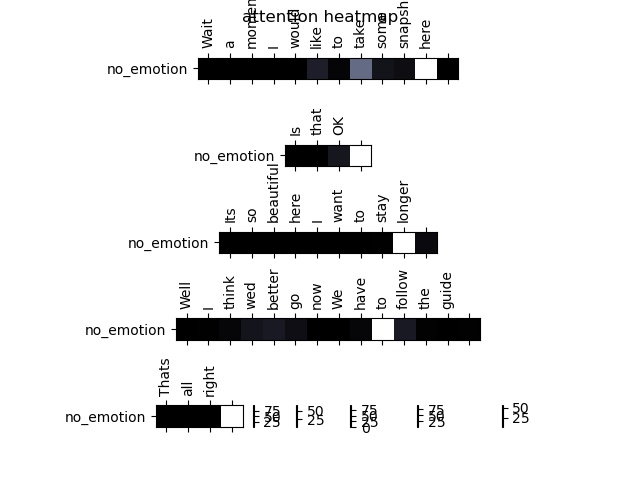 attention heatmap
Wait a moment I would like to take some snapsh here
no_emotion
Is that OK
no_emotion
Its so beautiful here I want to stay longer
no_emotion
Well I think wed better go now We have to follow the guide
no_emotion
Thats all right
no_emotion
75 50 25
50 25
75 50 25 0
75 50 25
50 25